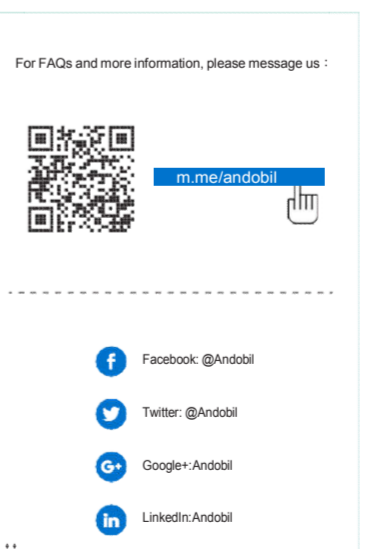 For FAQs and more information, please message us：
m.me/andobil
Facebook: @Andobil
Twitter: @Andobil
Google+:Andobil
LinkedIn:Andobil